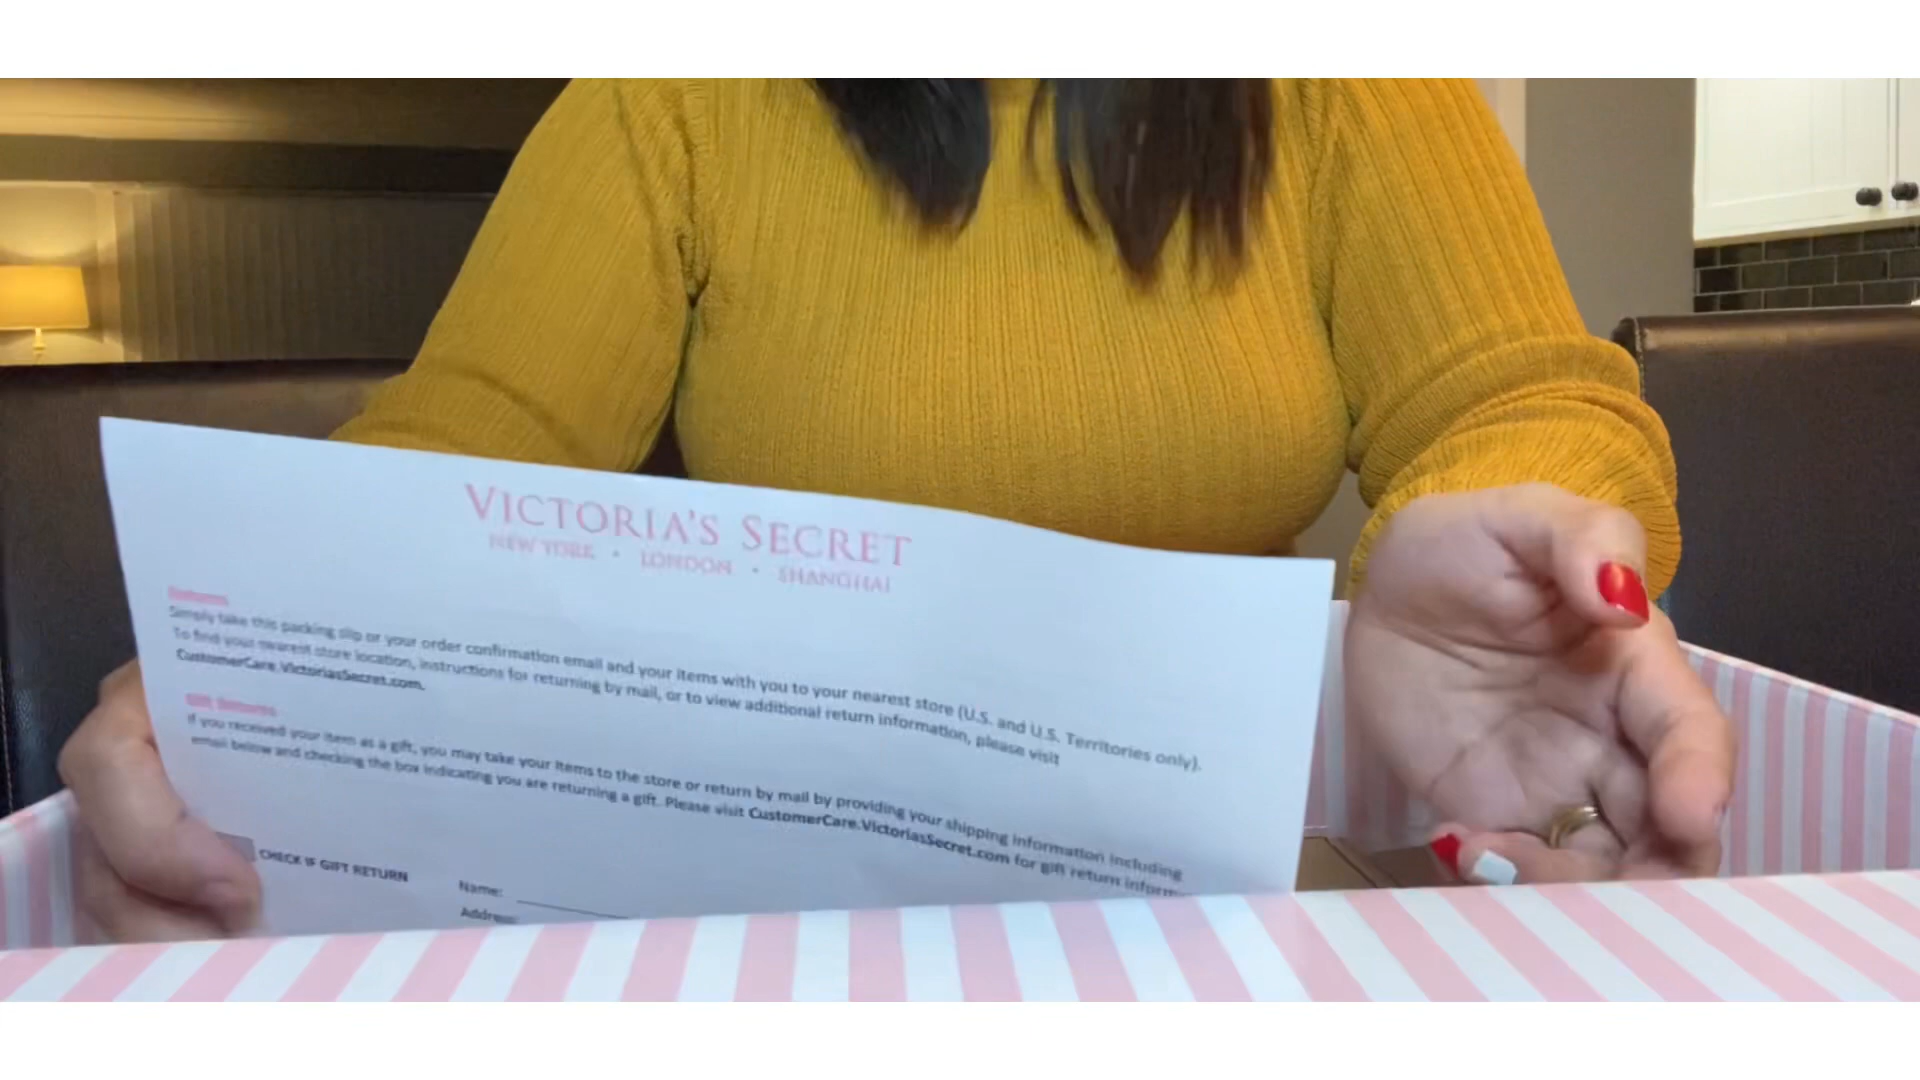 VICTORIA'S SECRET
NEW YORK • LONDON • SHANGHAI
Returns
Simply take this packing slip or your order confirmation email and your items with you to your nearest store (U.S. and U.S. Territories only).
To find your nearest store location, instructions for returning by mail, or to view additional return information, please visit
CustomerCare.VictoriasSecret.com.
Gift Returns
If you received your item as a gift, you may take your items to the store or return by mail by providing your shipping information including
email below and checking the box indicating you are returning a gift. Please visit CustomerCare.VictoriasSecret.com for gift return
CHECK IF GIFT RETURN
Name:
Address: